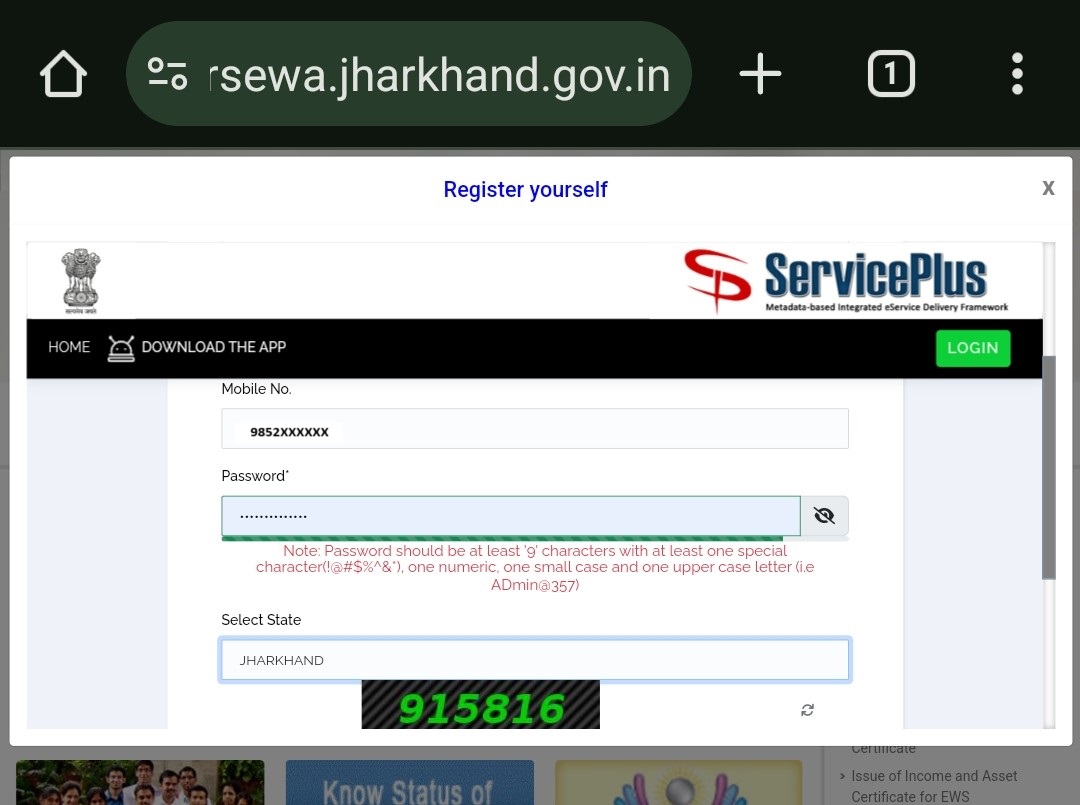 rsewa.jharkhand.gov.in
1
Register yourself
X
सत्यमेव जयते
ServicePlus
Metadata-based Integrated eService Delivery Framework
HOME
DOWNLOAD THE APP
LOGIN
Mobile No.
9852XXXXXX
Password*
••••••••••••••
Note: Password should be at least '9' characters with at least one special
character(!@#$%^&*), one numeric, one small case and one upper case letter (i.e
ADmin@357)
Select State
JHARKHAND
915816
Certificate
› Issue of Income and Asset
Certificate for EWS
Know Status of